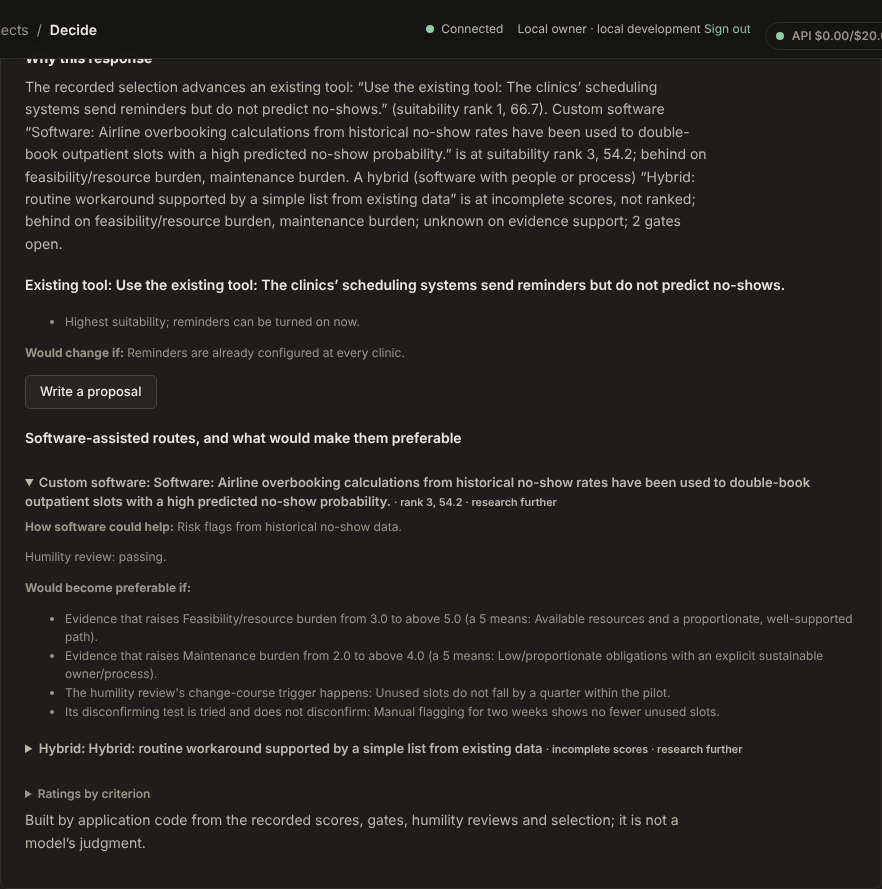 ects / Decide
Connected Local owner · local development Sign out API $0.00/$20.
Why this response
The recorded selection advances an existing tool: “Use the existing tool: The clinics’ scheduling
systems send reminders but do not predict no-shows.” (suitability rank 1, 66.7). Custom software
“Software: Airline overbooking calculations from historical no-show rates have been used to double-
book outpatient slots with a high predicted no-show probability.” is at suitability rank 3, 54.2; behind on
feasibility/resource burden, maintenance burden. A hybrid (software with people or process) “Hybrid:
routine workaround supported by a simple list from existing data” is at incomplete scores, not ranked;
behind on feasibility/resource burden, maintenance burden; unknown on evidence support; 2 gates
open.
Existing tool: Use the existing tool: The clinics’ scheduling systems send reminders but do not predict no-shows.
• Highest suitability; reminders can be turned on now.
Would change if: Reminders are already configured at every clinic.
Write a proposal
Software-assisted routes, and what would make them preferable
▼ Custom software: Software: Airline overbooking calculations from historical no-show rates have been used to double-book
outpatient slots with a high predicted no-show probability. · rank 3, 54.2 · research further
How software could help: Risk flags from historical no-show data.
Humility review: passing.
Would become preferable if:
• Evidence that raises Feasibility/resource burden from 3.0 to above 5.0 (a 5 means: Available resources and a proportionate, well-supported
path).
• Evidence that raises Maintenance burden from 2.0 to above 4.0 (a 5 means: Low/proportionate obligations with an explicit sustainable
owner/process).
• The humility review's change-course trigger happens: Unused slots do not fall by a quarter within the pilot.
• Its disconfirming test is tried and does not disconfirm: Manual flagging for two weeks shows no fewer unused slots.
▶ Hybrid: Hybrid: routine workaround supported by a simple list from existing data · incomplete scores · research further
▶ Ratings by criterion
Built by application code from the recorded scores, gates, humility reviews and selection; it is not a
model’s judgment.